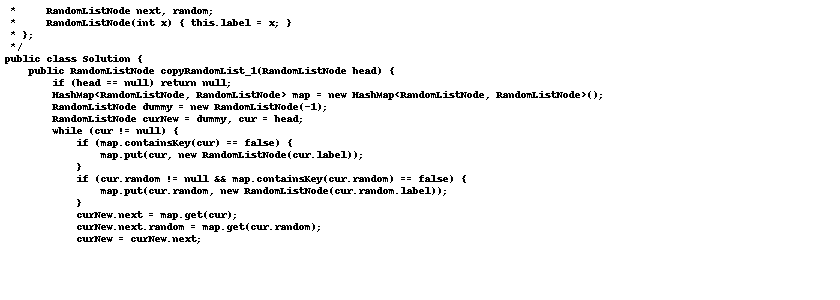 *     RandomListNode next, random;
*     RandomListNode(int x) { this.label = x; }
* };
*/
public class Solution {
    public RandomListNode copyRandomList_1(RandomListNode head) {
        if (head == null) return null;
        HashMap<RandomListNode, RandomListNode> map = new HashMap<RandomListNode, RandomListNode>();
        RandomListNode dummy = new RandomListNode(-1);
        RandomListNode curNew = dummy, cur = head;
        while (cur != null) {
            if (map.containsKey(cur) == false) {
                map.put(cur, new RandomListNode(cur.label));
            }
            if (cur.random != null && map.containsKey(cur.random) == false) {
                map.put(cur.random, new RandomListNode(cur.random.label));
            }
            curNew.next = map.get(cur);
            curNew.next.random = map.get(cur.random);
            curNew = curNew.next;